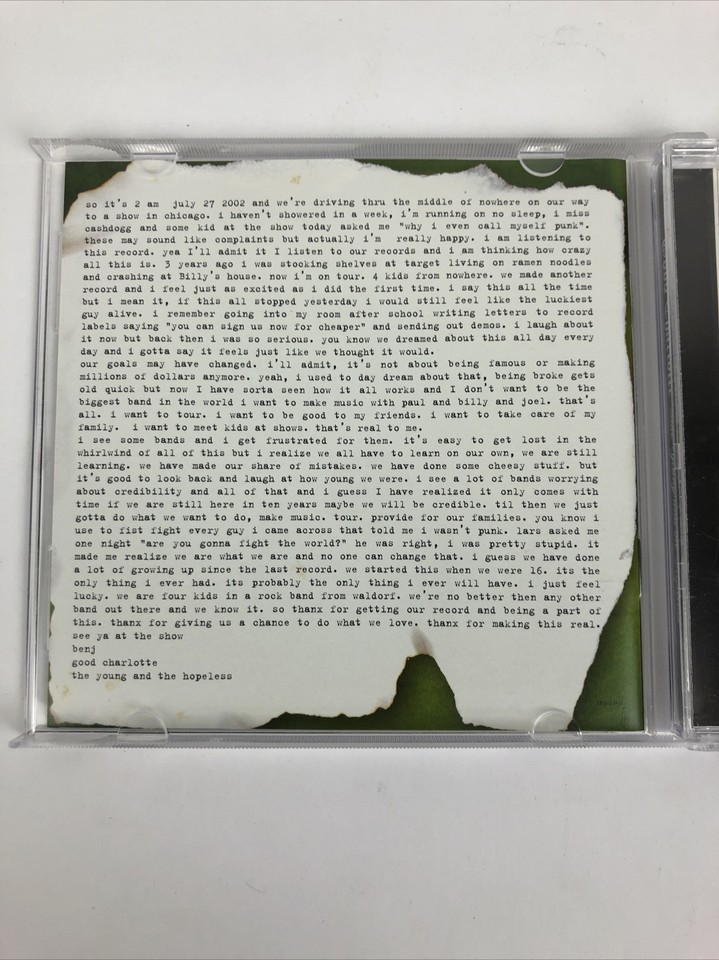 so it's 2 am july 27 2002 and we're driving thru the middle of nowhere on our way
to a show in chicago. i haven't showered in a week, i'm running on no sleep, i miss
cashdogg and some kid at the show today asked me "why i even call myself punk".
these may sound like complaints but actually i'm really happy. i am listening to
this record. yea I'll admit it I listen to our records and i am thinking how crazy
all this is. 3 years ago i was stocking shelves at target living on ramen noodles
and crashing at Billy's house. now i'm on tour. 4 kids from nowhere. we made another
record and i feel just as excited as i did the first time. i say this all the time
but i mean it, if this all stopped yesterday i would still feel like the luckiest
guy alive. i remember going into my room after school writing letters to record
labels saying "you can sign us now for cheaper" and sending out demos. i laugh about
it now but back then i was so serious. you know we dreamed about this all day every
day and i gotta say it feels just like we thought it would.
our goals may have changed. i'll admit, it's not about being famous or making
millions of dollars anymore. yeah, i used to day dream about that, being broke gets
old quick but now I have sorta seen how it all works and I don't want to be the
biggest band in the world i want to make music with paul and billy and joel. that's
all. i want to tour. i want to be good to my friends. i want to take care of my
family. i want to meet kids at shows. that's real to me.
i see some bands and i get frustrated for them. it's easy to get lost in the
whirlwind of all of this but i realize we all have to learn on our own, we are still
learning. we have made our share of mistakes. we have done some cheesy stuff. but
it's good to look back and laugh at how young we were. i see a lot of bands worrying
about credibility and all of that and i guess I have realized it only comes with
time if we are still here in ten years maybe we will be credible. til then we just
gotta do what we want to do, make music. tour. provide for our families. you know i
use to fist fight every guy i came across that told me i wasn't punk. lars asked me
one night "are you gonna fight the world?" he was right, i was pretty stupid. it
made me realize we are what we are and no one can change that. i guess we have done
a lot of growing up since the last record. we started this when we were 16. its the
only thing i ever had. its probably the only thing i ever will have. i just feel
lucky. we are four kids in a rock band from waldorf. we're no better then any other
band out there and we know it. so thanx for getting our record and being a part of
this. thanx for giving us a chance to do what we love. thanx for making this real.
see ya at the show
benj
good charlotte
the young and the hopeless